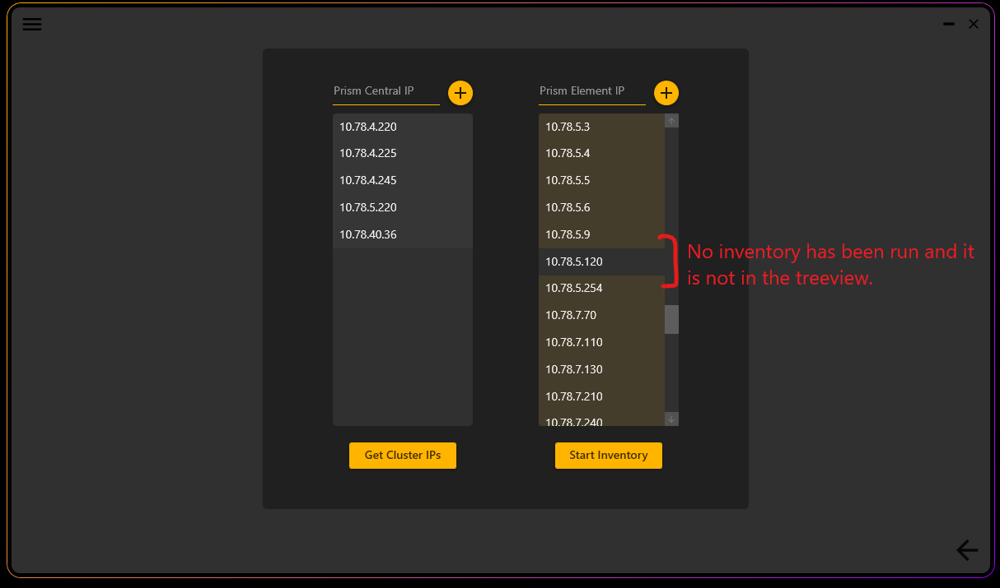 Prism Central IP
Prism Element IP
10.78.4.220
10.78.4.225
10.78.4.245
10.78.5.220
10.78.40.36
10.78.5.3
10.78.5.4
10.78.5.5
10.78.5.6
10.78.5.9
10.78.5.120
10.78.5.254
10.78.7.70
10.78.7.110
10.78.7.130
10.78.7.210
10.78.7.240
No inventory has been run and it
is not in the treeview.
Get Cluster IPs
Start Inventory